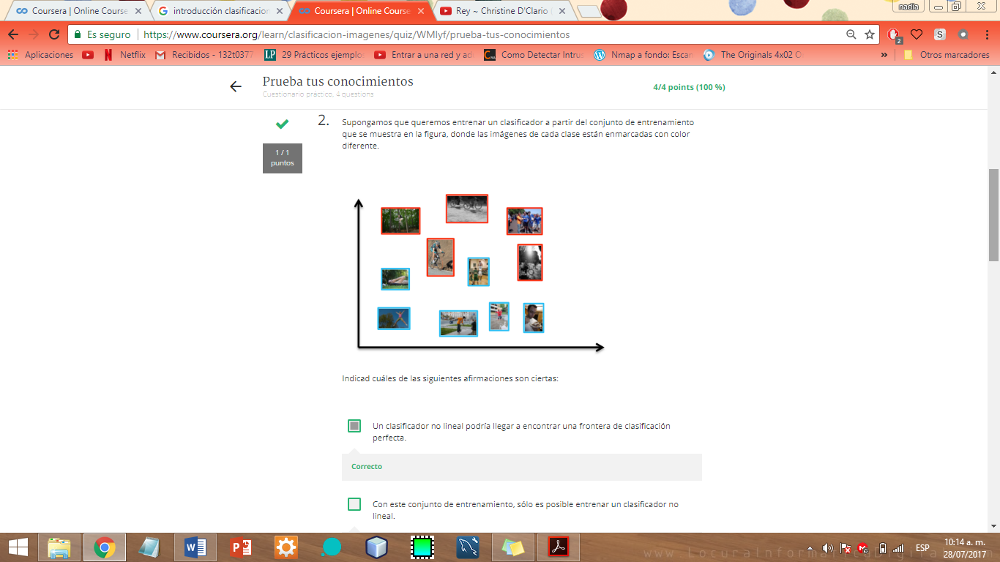 Coursera | Online Course
introducción clasificacion
Coursera | Online Course
Rey ~ Christine D'Clario
nadia
Es seguro
https://www.coursera.org/learn/clasificacion-imagenes/quiz/WMlyf/prueba-tus-conocimientos
2
Aplicaciones
Netflix
Recibidos - 132t0377
29 Prácticos ejemplo
Entrar a una red y ad
Como Detectar Intrus
Nmap a fondo: Escan
The Originals 4x02 O
»
Otros marcadores
Prueba tus conocimientos
Cuestionario práctico, 4 questions
4/4 points (100 %)
1 / 1
puntos
2.
Supongamos que queremos entrenar un clasificador a partir del conjunto de entrenamiento
que se muestra en la figura, donde las imágenes de cada clase están enmarcadas con color
diferente.
Indicad cuáles de las siguientes afirmaciones son ciertas:
Un clasificador no lineal podría llegar a encontrar una frontera de clasificación
perfecta.
Correcto
Con este conjunto de entrenamiento, sólo es posible entrenar un clasificador no
lineal.
ESP
10:14 a. m.
28/07/2017